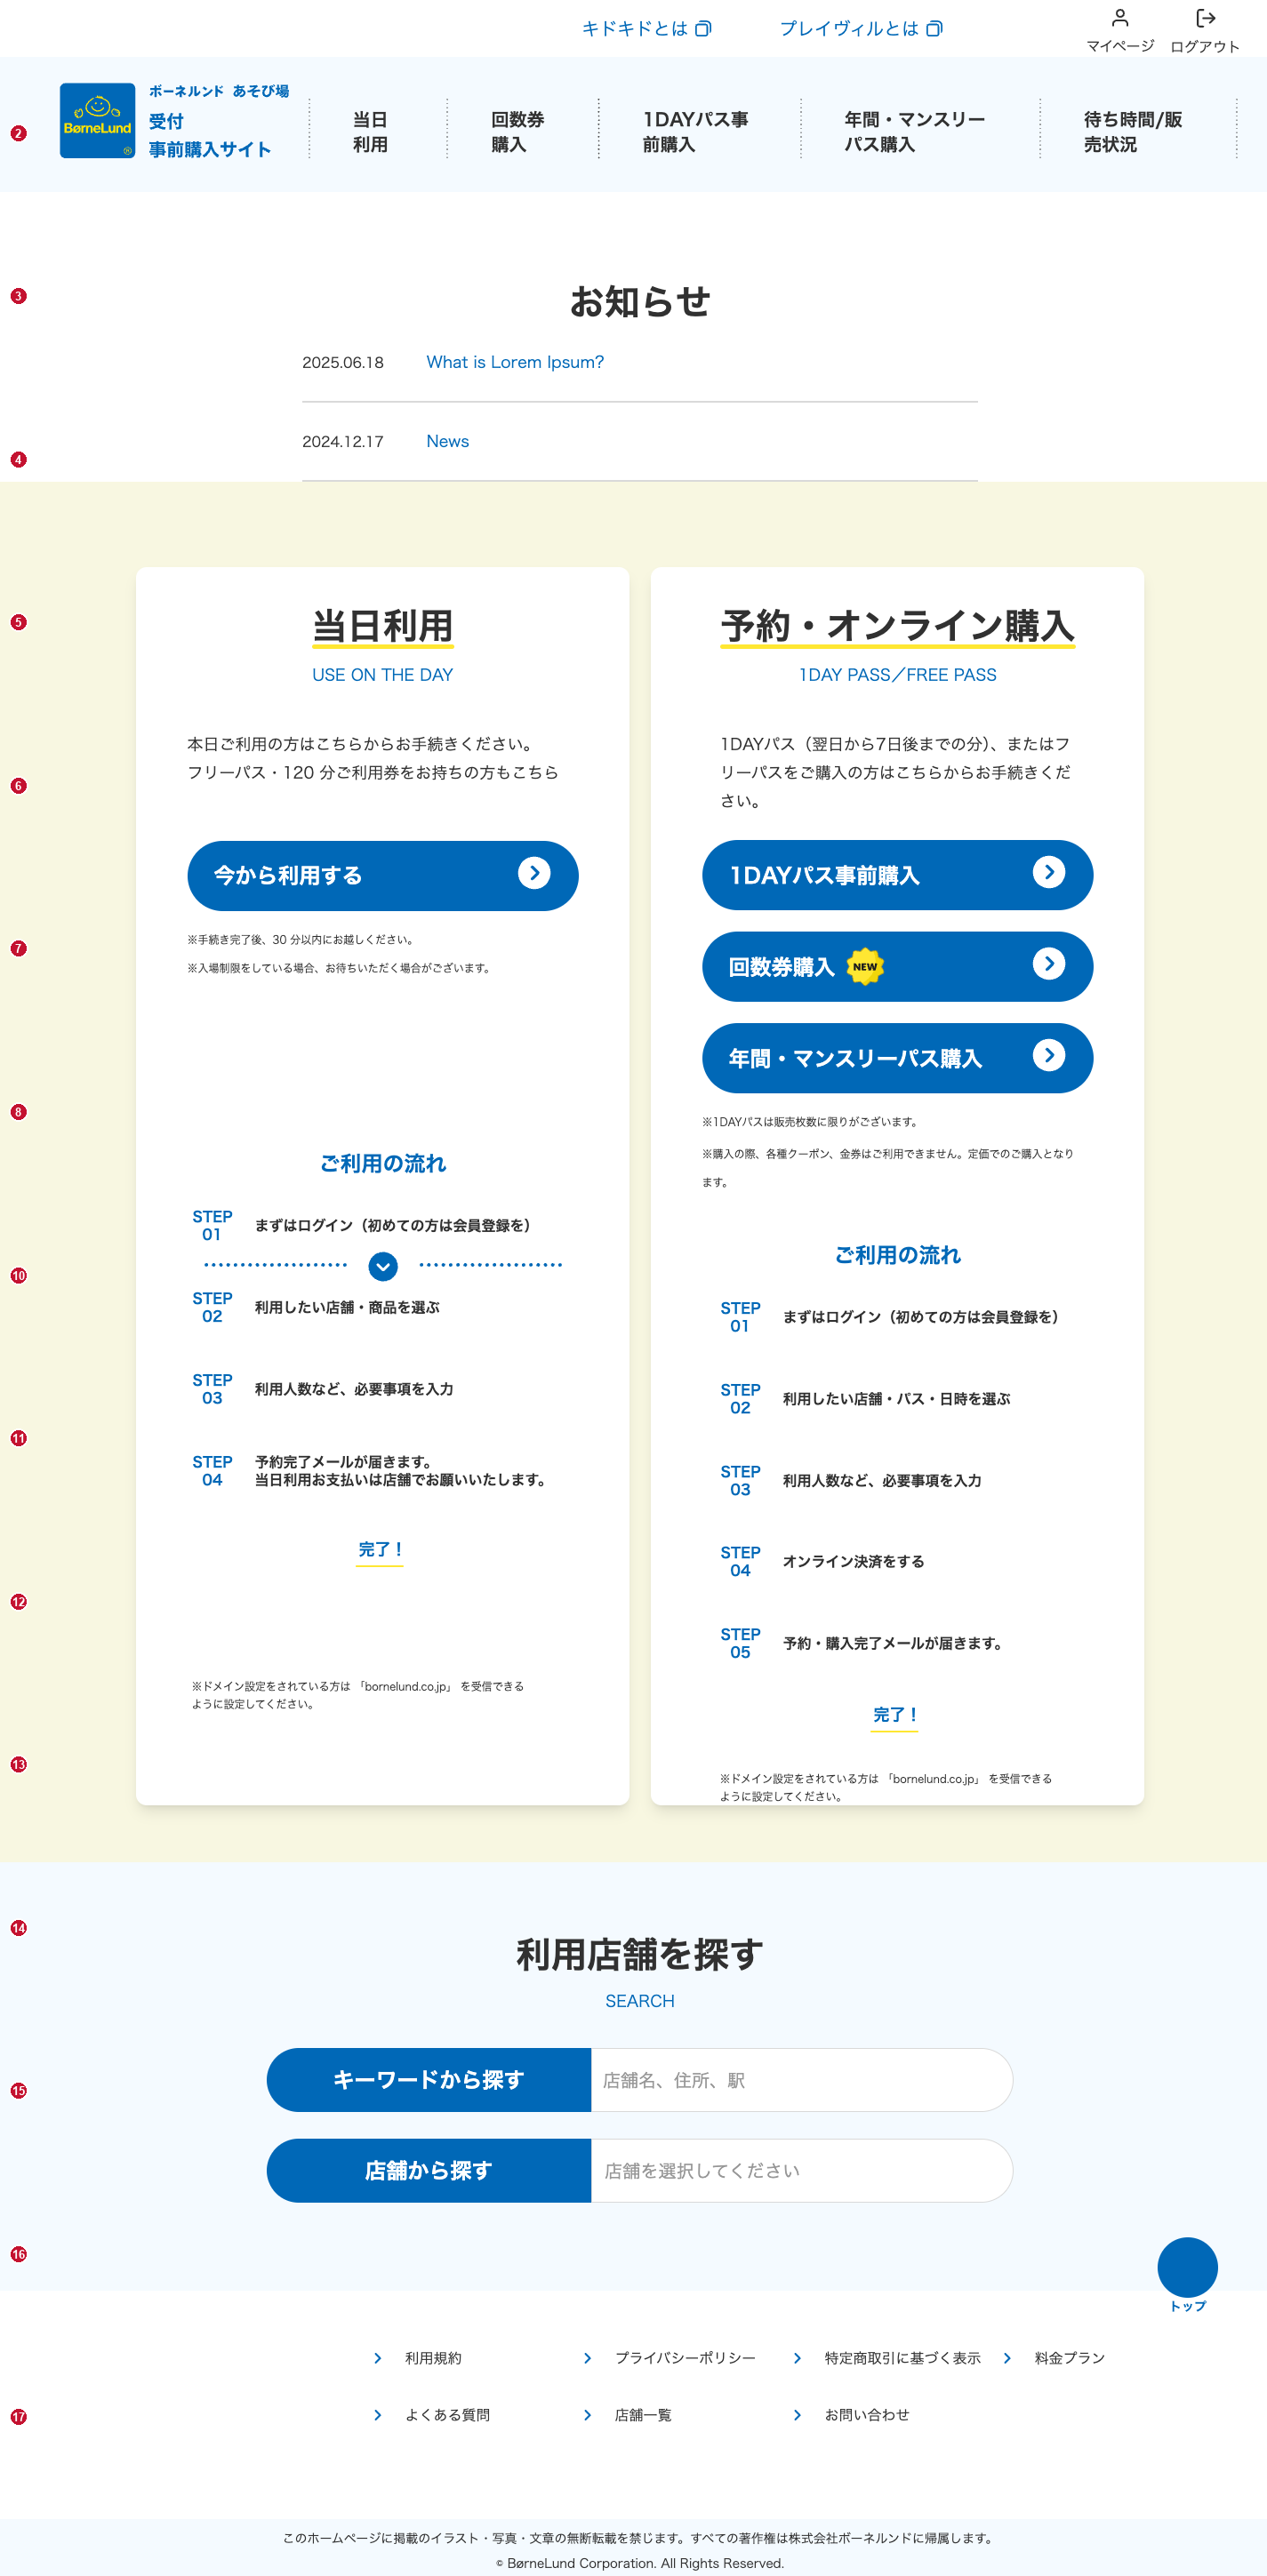 キドキドとは
プレイヴィルとは
マイページ
ログアウト
BørneLund
®
ボーネルンド あそび場
受付
事前購入サイト
当日
利用
回数券
購入
1DAYパス事
前購入
年間・マンスリー
パス購入
待ち時間/販
売状況
2
3
お知らせ
2025.06.18 What is Lorem Ipsum?
2024.12.17 News
4
5
当日利用
USE ON THE DAY
本日ご利用の方はこちらからお手続きください。
フリーパス・120 分ご利用券をお持ちの方もこちら
今から利用する
※手続き完了後、30 分以内にお越しください。
※入場制限をしている場合、お待ちいただく場合がございます。
ご利用の流れ
STEP
01
まずはログイン（初めての方は会員登録を）
STEP
02
利用したい店舗・商品を選ぶ
STEP
03
利用人数など、必要事項を入力
STEP
04
予約完了メールが届きます。
当日利用お支払いは店舗でお願いいたします。
完了！
※ドメイン設定をされている方は 「bornelund.co.jp」 を受信できる
ように設定してください。
予約・オンライン購入
1DAY PASS／FREE PASS
1DAYパス（翌日から7日後までの分)、またはフ
リーパスをご購入の方はこちらからお手続きくだ
さい。
1DAYパス事前購入
回数券購入 NEW
年間・マンスリーパス購入
※1DAYパスは販売枚数に限りがございます。
※購入の際、各種クーポン、金券はご利用できません。定価でのご購入となり
ます。
ご利用の流れ
STEP
01
まずはログイン（初めての方は会員登録を）
STEP
02
利用したい店舗・パス・日時を選ぶ
STEP
03
利用人数など、必要事項を入力
STEP
04
オンライン決済をする
STEP
05
予約・購入完了メールが届きます。
完了！
※ドメイン設定をされている方は 「bornelund.co.jp」 を受信できる
ように設定してください。
6
7
8
10
11
12
13
14
利用店舗を探す
SEARCH
15
キーワードから探す 店舗名、住所、駅
店舗から探す 店舗を選択してください
16
トップ
利用規約
プライバシーポリシー
特定商取引に基づく表示
料金プラン
17
よくある質問
店舗一覧
お問い合わせ
このホームページに掲載のイラスト・写真・文章の無断転載を禁じます。すべての著作権は株式会社ボーネルンドに帰属します。
© BørneLund Corporation. All Rights Reserved.